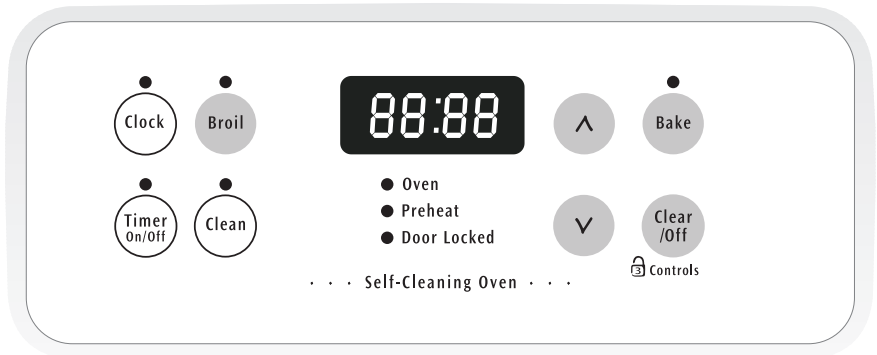 Clock
Broil
88:88
∧
Bake
Timer
On/Off
Clean
Oven
Preheat
Door Locked
∨
Clear
/Off
3 Controls
· · · Self-Cleaning Oven · · ·